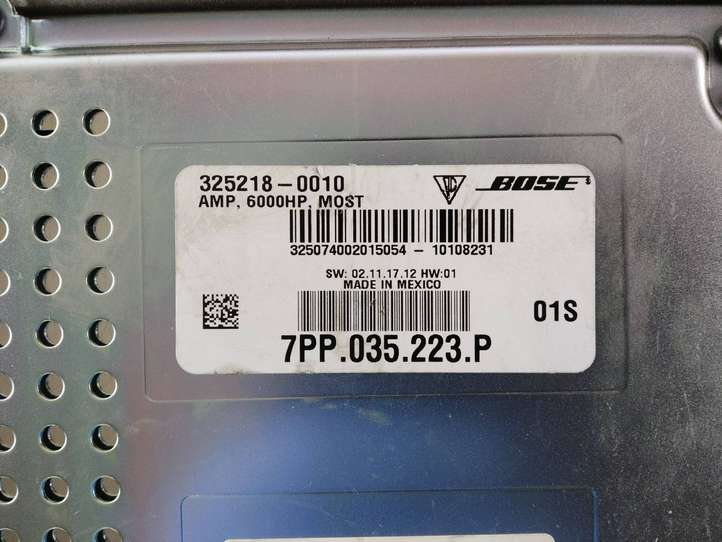 325218-0010
AMP, 6000HP, MOST
BOSE
325074002015054 - 10108231
SW: 02.11.17.12 HW:01
MADE IN MEXICO
01S
7PP.035.223.P